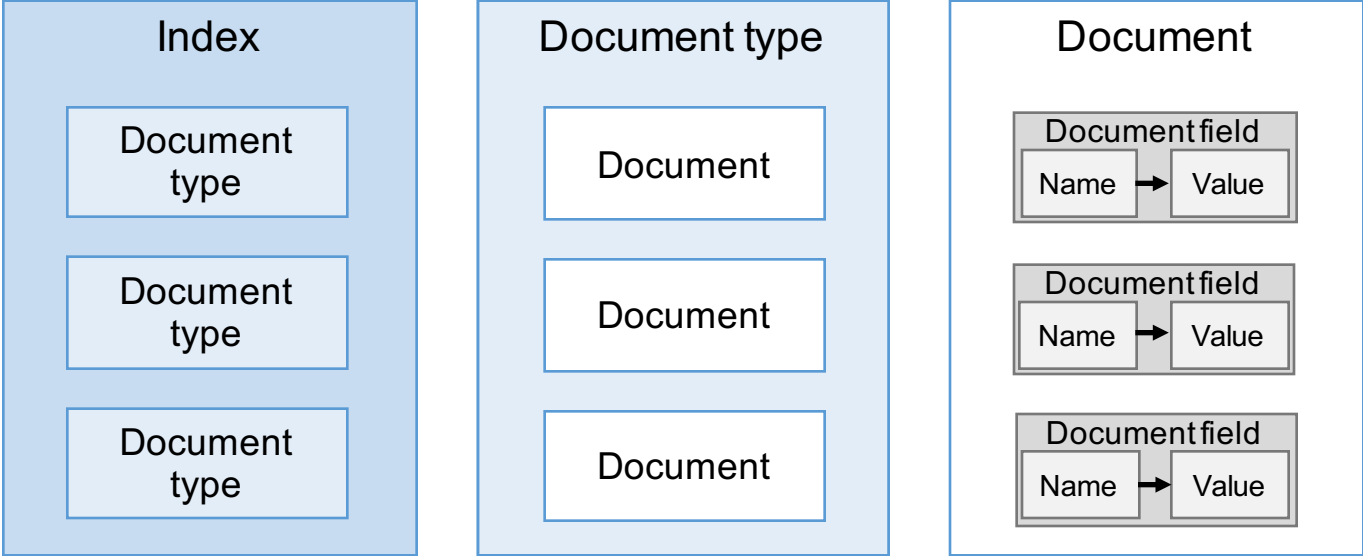 Index
Document
type
Document
type
Document
type
Document type
Document
Document
Document
Document
Document field
Name Value
Document field
Name Value
Document field
Name Value